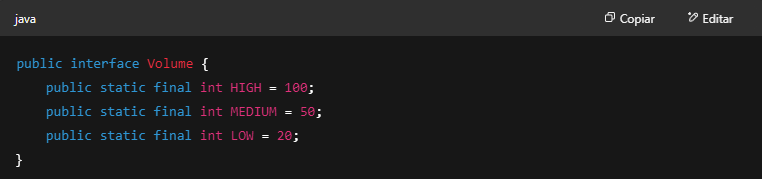 java Copiar Editar
public interface Volume {
    public static final int HIGH = 100;
    public static final int MEDIUM = 50;
    public static final int LOW = 20;
}